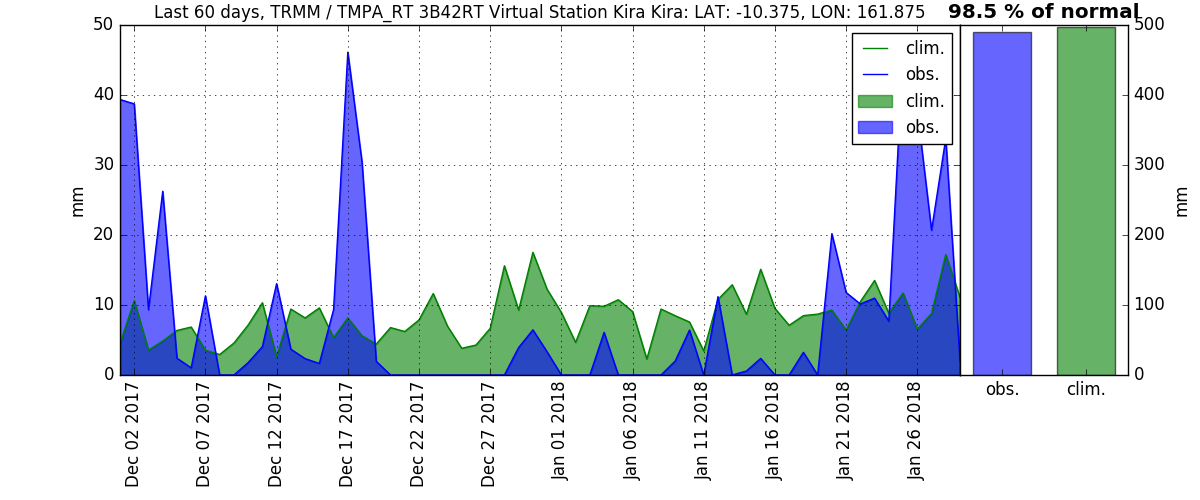 Last 60 days, TRMM / TMPA_RT 3B42RT Virtual Station Kira Kira: LAT: -10.375, LON: 161.875
98.5 % of normal
50
40
30
20
10
0
mm
clim.
obs.
clim.
obs.
500
400
300
200
100
0
mm
Dec 02 2017
Dec 07 2017
Dec 12 2017
Dec 17 2017
Dec 22 2017
Dec 27 2017
Jan 01 2018
Jan 06 2018
Jan 11 2018
Jan 16 2018
Jan 21 2018
Jan 26 2018
obs.
clim.